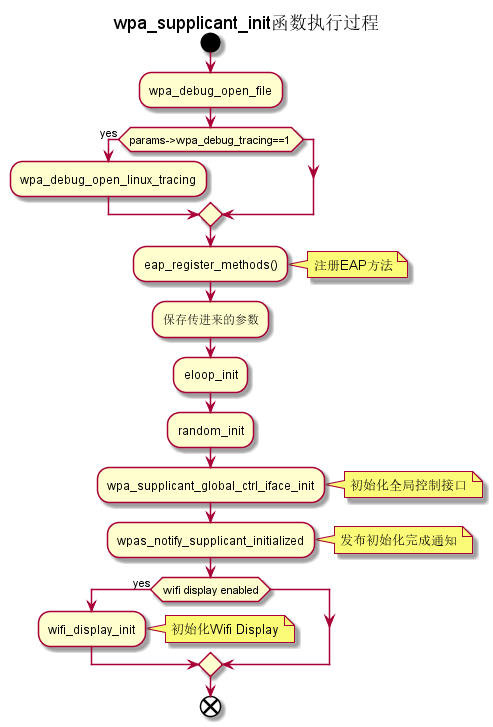 wpa_supplicant_init函数执行过程
wpa_debug_open_file
yes
params->wpa_debug_tracing==1
wpa_debug_open_linux_tracing
eap_register_methods()
注册EAP方法
保存传进来的参数
eloop_init
random_init
wpa_supplicant_global_ctrl_iface_init
初始化全局控制接口
wpas_notify_supplicant_initialized
发布初始化完成通知
yes
wifi display enabled
wifi_display_init
初始化Wifi Display